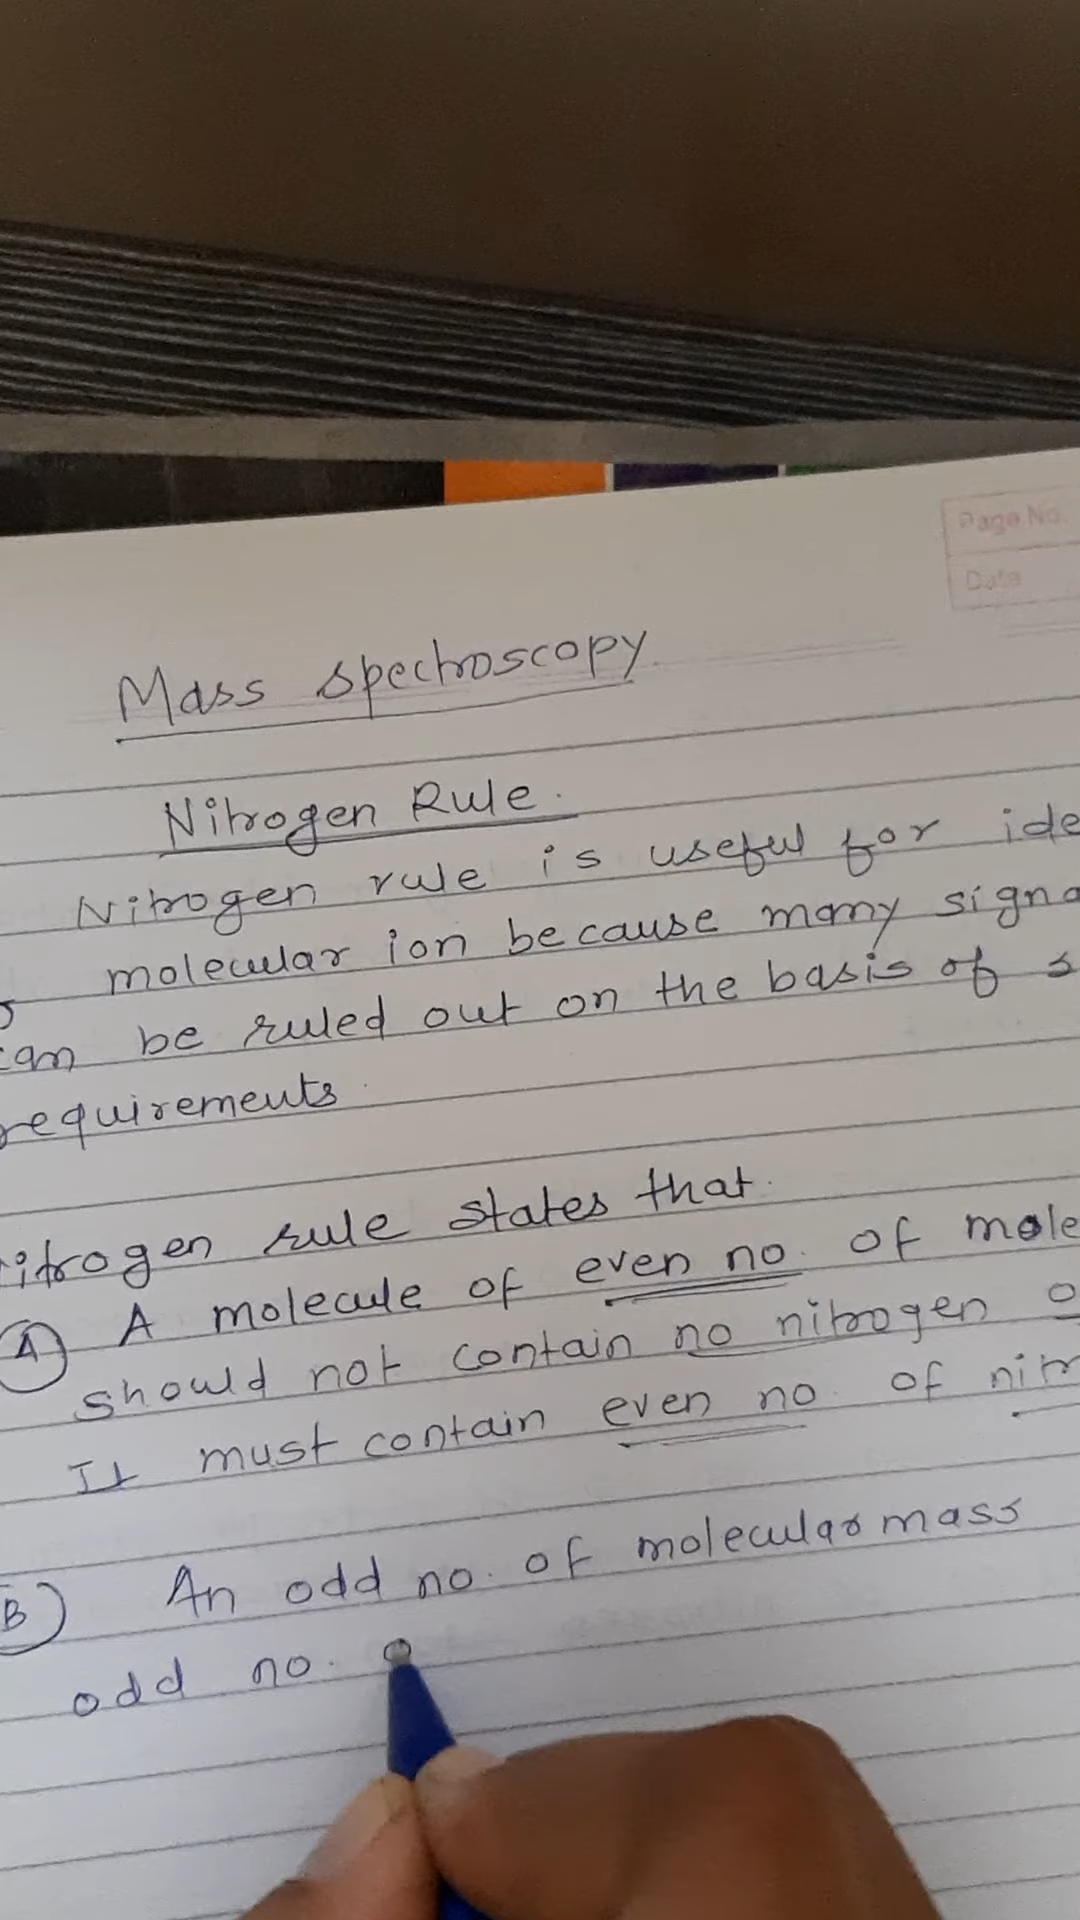 Page No.
Date
Mass spectroscopy
Nitrogen Rule.
Nitrogen rule is useful for ide
molecular ion because many signa
can be ruled out on the basis of s
requirements.
itrogen rule states that.
A A molecule of even no. of mole
should not contain no nitrogen o
It must contain even no. of nitr
B) An odd no. of molecular mass
odd no.